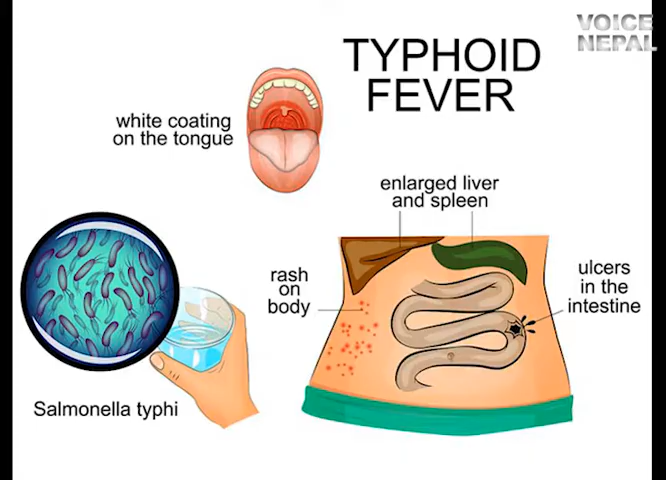 VOICE
NEPAL
TYPHOID
FEVER
white coating
on the tongue
enlarged liver
and spleen
rash
on
body
ulcers
in the
intestine
Salmonella typhi